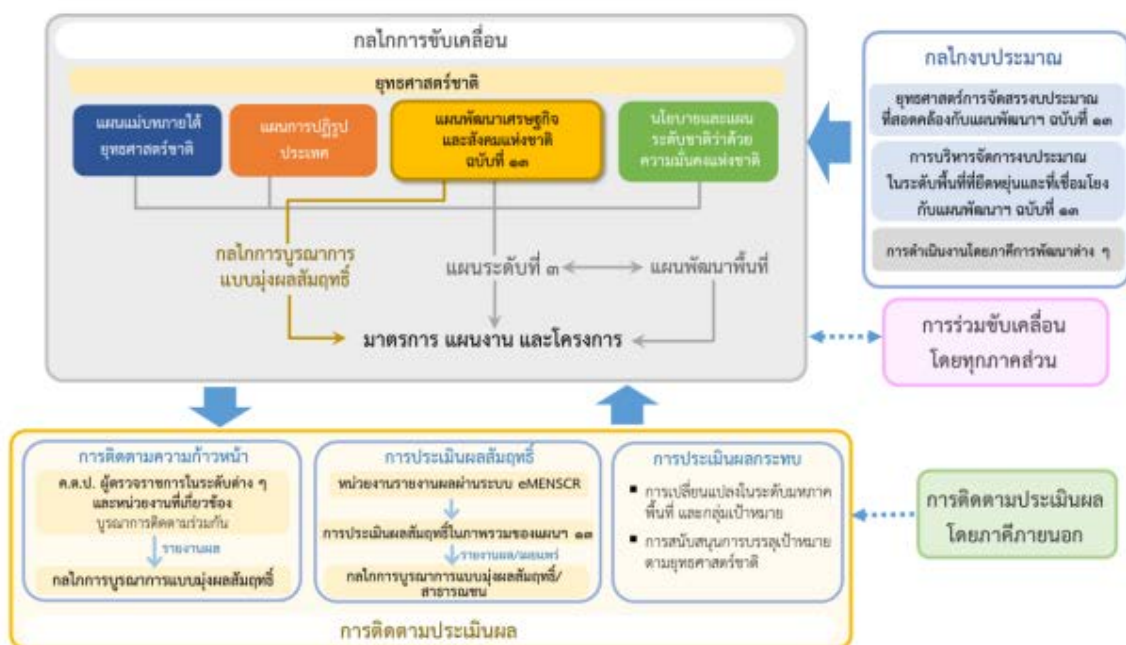 กลไกการขับเคลื่อน
ยุทธศาสตร์ชาติ
แผนแม่บทภายใต้
ยุทธศาสตร์ชาติ
แผนการปฏิรูป
ประเทศ
แผนพัฒนาเศรษฐกิจ
และสังคมแห่งชาติ
ฉบับที่ ๑๓
นโยบายและแผน
ระดับชาติว่าด้วย
ความมั่นคงแห่งชาติ
กลไกการบูรณาการ
แบบมุ่งผลสัมฤทธิ์
แผนระดับที่ ๓
แผนพัฒนาพื้นที่
มาตรการ แผนงาน และโครงการ
กลไกงบประมาณ
ยุทธศาสตร์การจัดสรรงบประมาณ
ที่สอดคล้องกับแผนพัฒนาฯ ฉบับที่ ๑๓
การบริหารจัดการงบประมาณ
ในระดับพื้นที่ที่ยืดหยุ่นและที่เชื่อมโยง
กับแผนพัฒนาฯ ฉบับที่ ๑๓
การดำเนินงานโดยภาคีการพัฒนาต่าง ๆ
การร่วมขับเคลื่อน
โดยทุกภาคส่วน
การติดตามความก้าวหน้า
ค.ต.ป. ผู้ตรวจราชการในระดับต่าง ๆ
และหน่วยงานที่เกี่ยวข้อง
บูรณาการติดตามร่วมกัน
รายงานผล
กลไกการบูรณาการแบบมุ่งผลสัมฤทธิ์
การประเมินผลสัมฤทธิ์
หน่วยงานรายงานผลผ่านระบบ eMENSCR
การประเมินผลสัมฤทธิ์ในภาพรวมของแผนฯ ๑๓
รายงานผล/เผยแพร่
กลไกการบูรณาการแบบมุ่งผลสัมฤทธิ์/
สาธารณชน
การประเมินผลกระทบ
▪ การเปลี่ยนแปลงในระดับมหภาค
พื้นที่ และกลุ่มเป้าหมาย
▪ การสนับสนุนการบรรลุเป้าหมาย
ตามยุทธศาสตร์ชาติ
การติดตามประเมินผล
การติดตามประเมินผล
โดยภาคีภายนอก